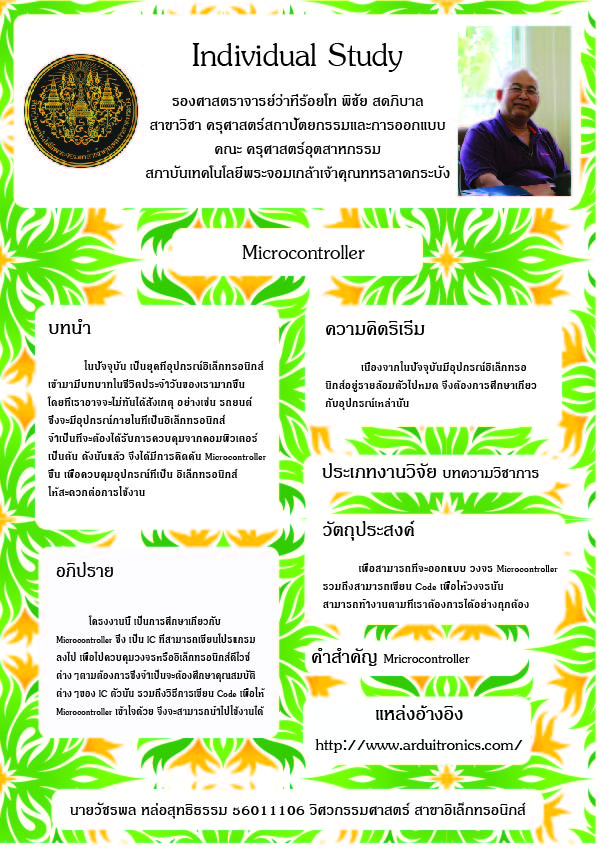 Individual Study
รองศาสตราจารย์ว่าที่ร้อยโท พิชัย สดภิบาล
สาขาวิชา ครุศาสตร์สถาปัตยกรรมและการออกแบบ
คณะ ครุศาสตร์อุตสาหกรรม
สภาบันเทคโนโลยีพระจอมเกล้าเจ้าคุณทหรลาดกระบัง
Microcontroller
บทนำ
ในปัจจุบัน เป็นยุคที่อุปกรณ์อิเล็กทรอนิกส์
เข้ามามีบทบาทในชีวิตประจำวันของเรามากขึ้น
โดยที่เราอาจจะไม่ทันได้สังเกตุ อย่างเช่น รถยนต์
ซึ่งจะมีอุปกรณ์ภายในที่เป็นอิเล็กทรอนิกส์
จำเป็นที่จะต้องได้รับการควบคุมจากคอมพิวเตอร์
เป็นต้น ดังนั้นแล้ว จึงได้มีการคิดค้น Microcontroller
ขึ้น เพื่อควบคุมอุปกรณ์ที่เป็น อิเล็กทรอนิกส์
ให้สะดวกต่อการใช้งาน
ความคิดริเริ่ม
เนื่องจากในปัจจุบันมีอุปกรณ์อิเล็กทรอ
นิกส์อยู่รายล้อมตัวไปหมด จึงต้องการศึกษาเกี่ยว
กับอุปกรณ์เหล่านั้น
ประเภทงานวิจัย บทความวิชาการ
วัตถุประสงค์
เพื่อสามารถที่จะออกแบบ วงจร Microcontroller
รวมถึงสามารถเขียน Code เพื่อให้วงจรนั้น
สามารถทำงานตามที่เราต้องการได้อย่างถูกต้อง
อภิปราย
โครงงานนี้ เป็นการศึกษาเกี่ยวกับ
Microcontroller ซึ่ง เป็น IC ที่สามารถเขียนโปรแกรม
ลงไป เพื่อไปควบคุมวงจรหรืออิเล็กทรอนิกส์ดีไวซ์
ต่าง ๆตามต้องการซึ่งจำเป็นจะต้องศึกษาคุณสมบัติ
ต่าง ๆของ IC ตัวนั้น รวมถึงวิธีการเขียน Code เพื่อให้
Microcontroller เข้าใจด้วย จึงจะสามารถนำไปใช้งานได้
คำสำคัญ Mricrocontroller
แหล่งอ้างอิง
http://www.arduitronics.com/
นายวัชรพล หล่อสุทธิธรรม 56011106 วิศวกรรมศาสตร์ สาขาอิเล็กทรอนิกส์